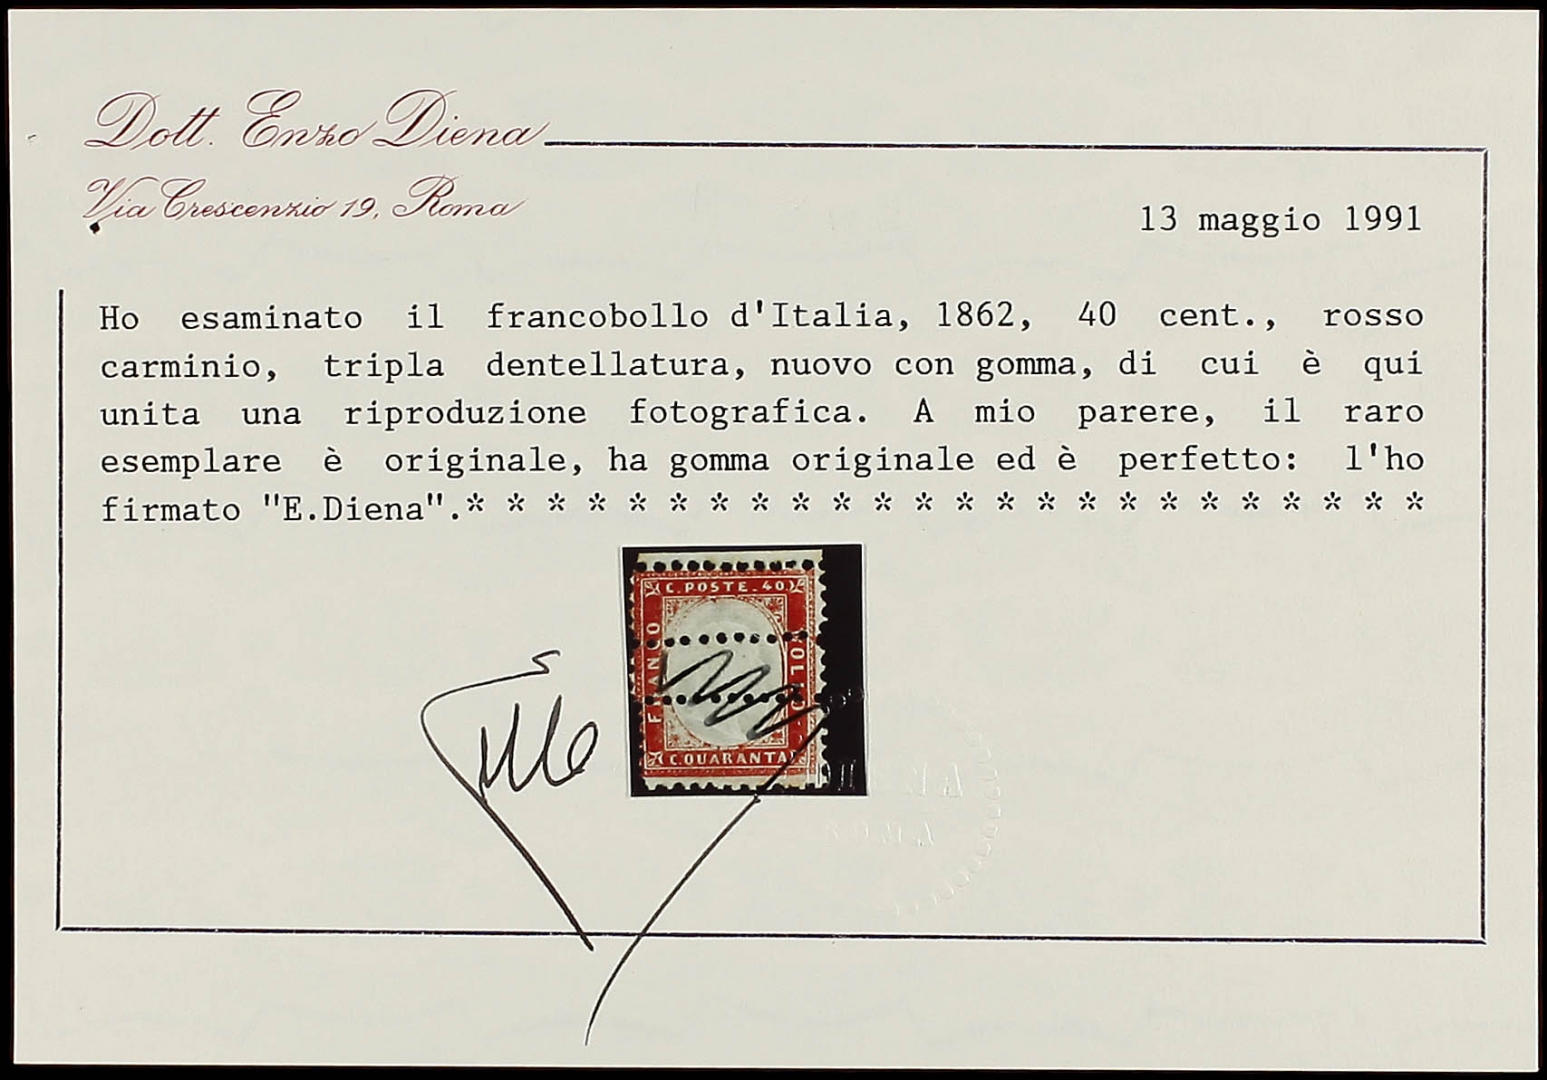 Dott. Enzo Diena
Via Crescenzio 19, Roma
13 maggio 1991
Ho esaminato il francobollo d'Italia, 1862, 40 cent., rosso
carminio, tripla dentellatura, nuovo con gomma, di cui è qui
unita una riproduzione fotografica. A mio parere, il raro
esemplare è originale, ha gomma originale ed è perfetto: l'ho
firmato "E.Diena".* * * * * * * * * * * * * * * * * * * * * * * *
C. POSTE. 40
FRANCO
C.QUARANTA
ROMA